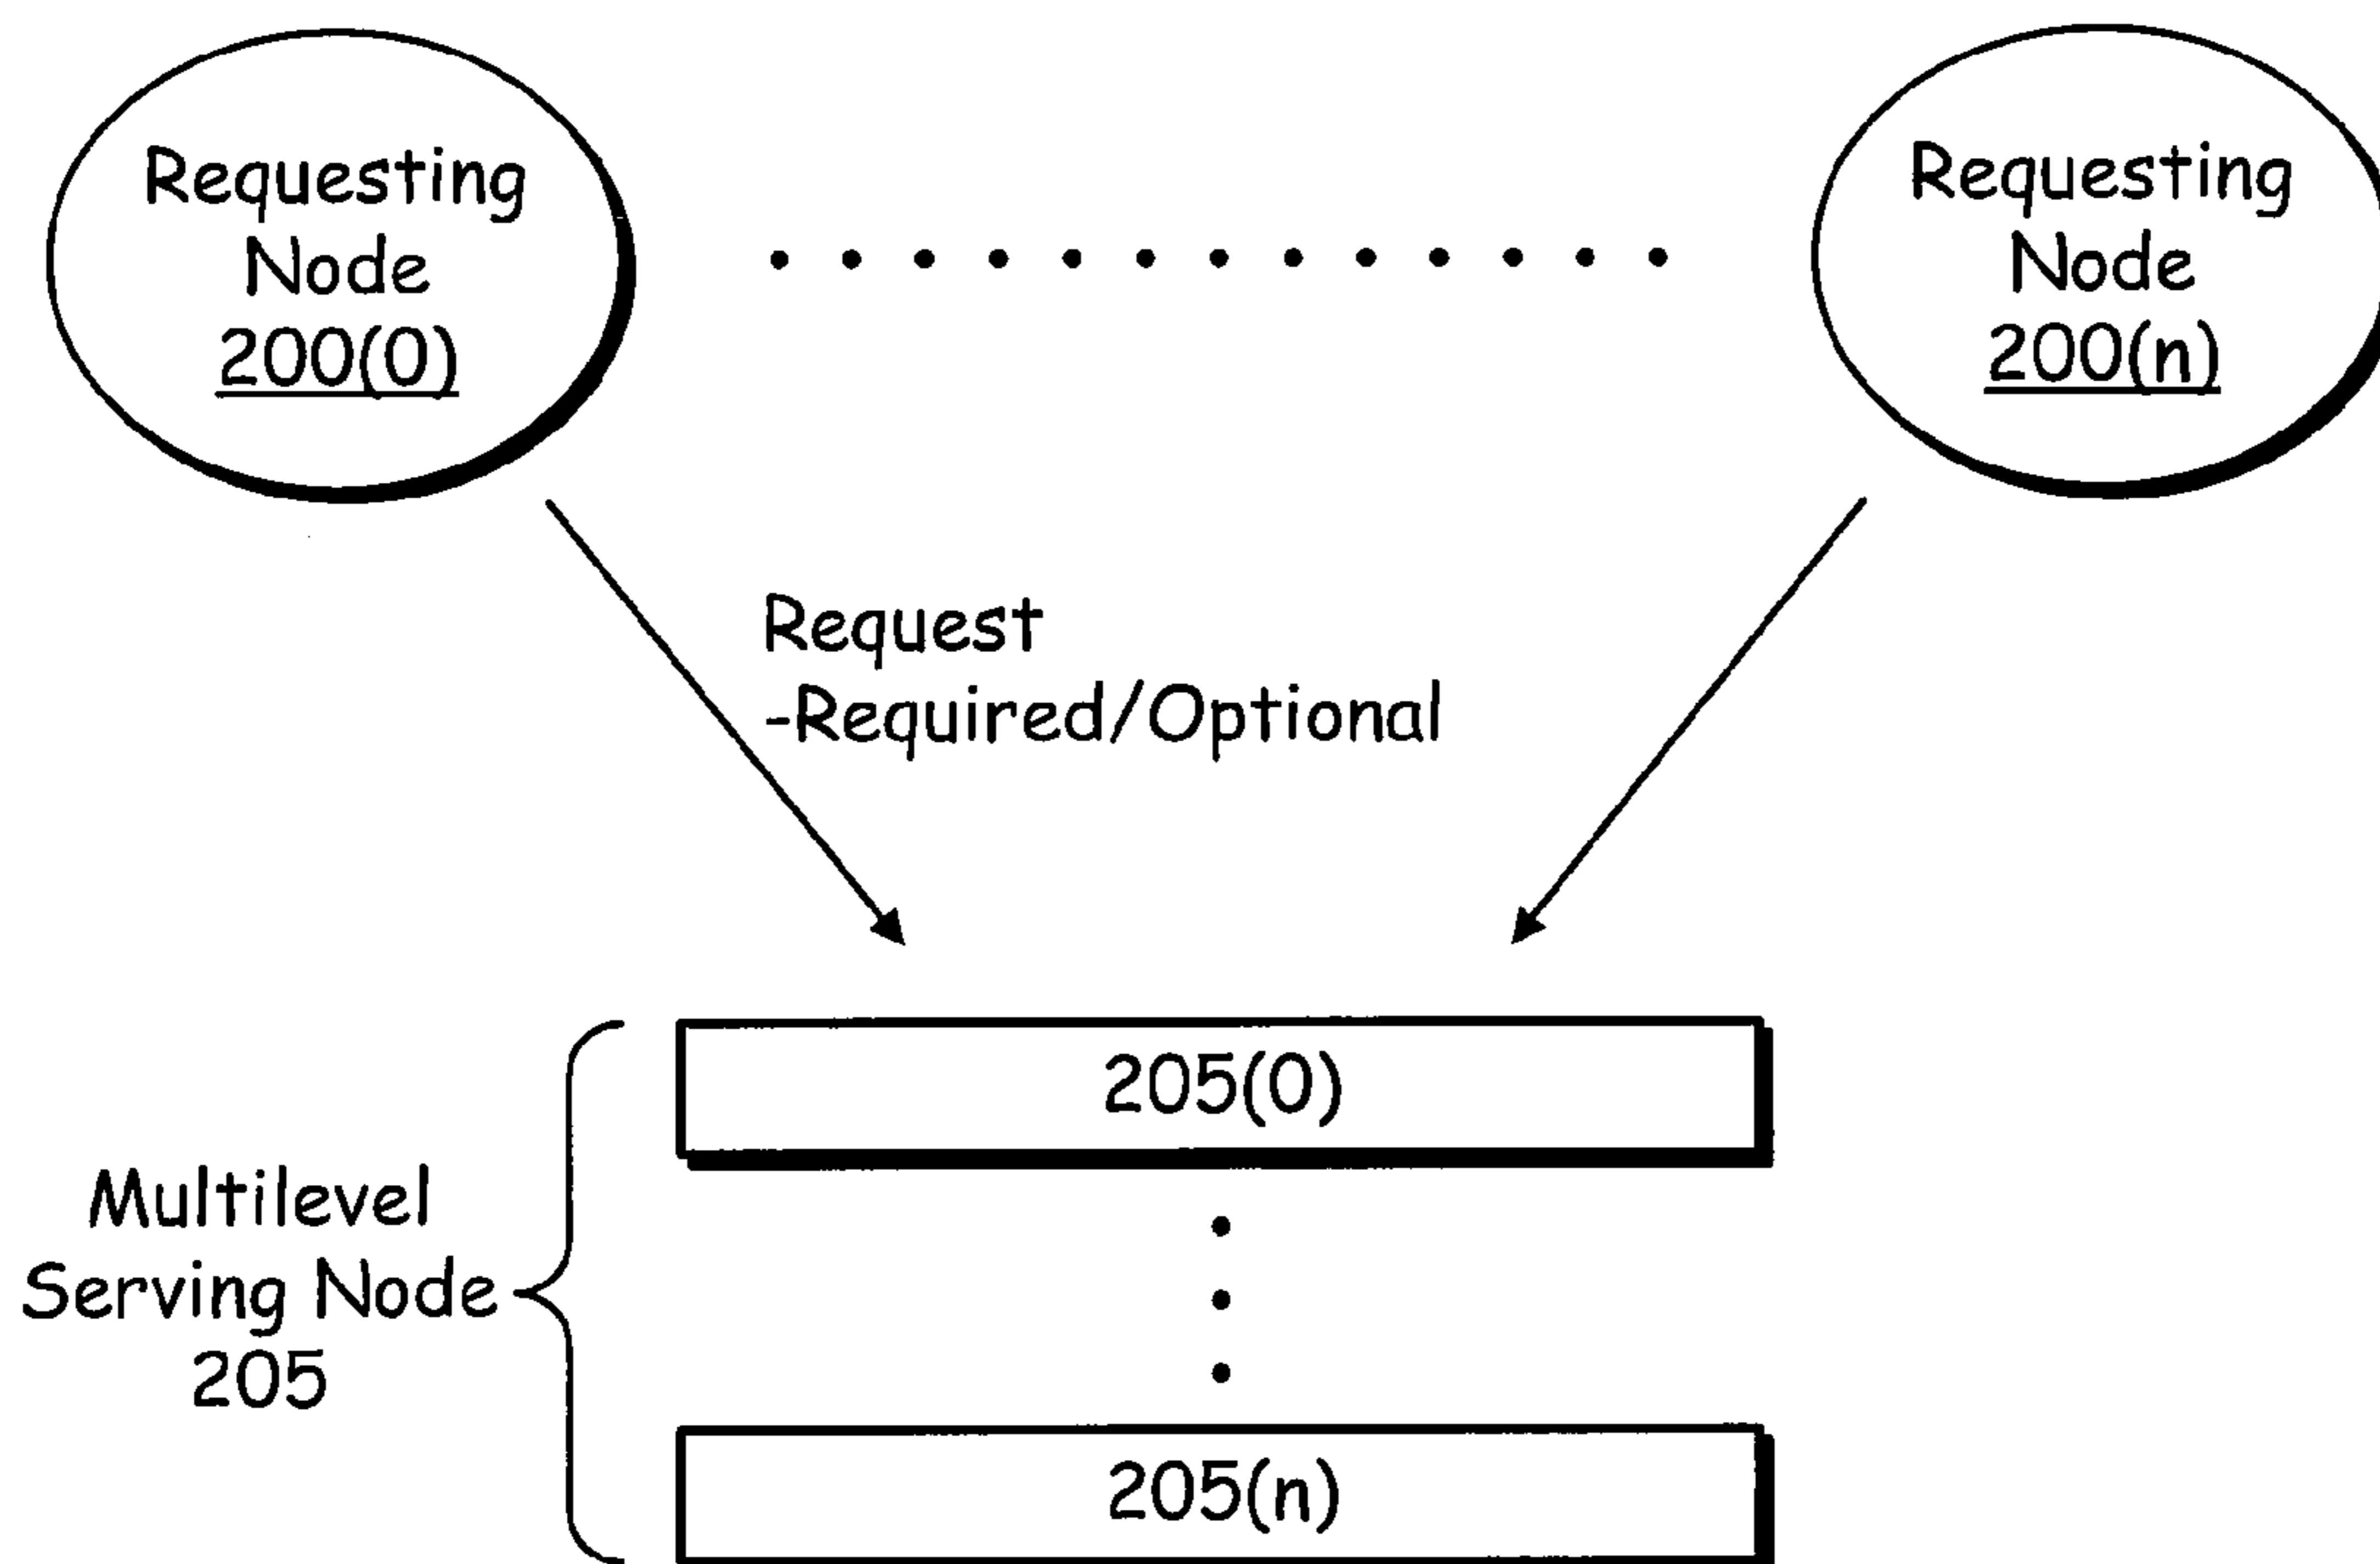 Requesting
Node
200(0)
Requesting
Node
200(n)
Request
-Required/Optional
205(0)
Multilevel
Serving Node
205
205(n)